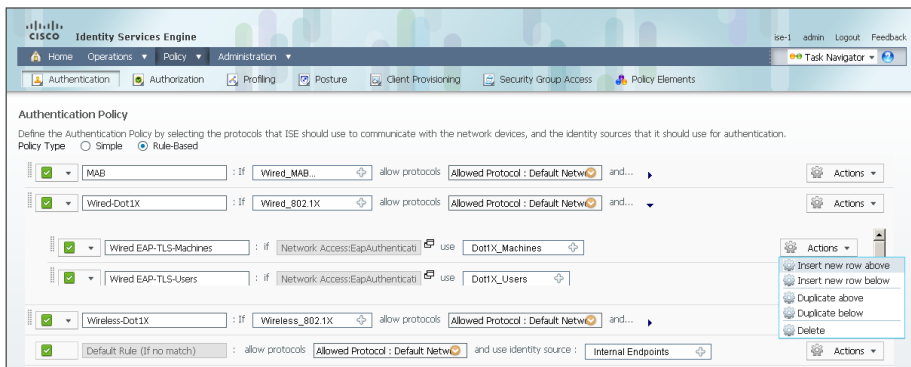 CISCO Identity Services Engine
ise-1 admin Logout Feedback
Home Operations Policy Administration
Task Navigator
Authentication Authorization Profiling Posture Client Provisioning Security Group Access Policy Elements
Authentication Policy
Define the Authentication Policy by selecting the protocols that ISE should use to communicate with the network devices, and the identity sources that it should use for authentication.
Policy Type Simple Rule-Based
MAB : If Wired_MAB... allow protocols Allowed Protocol : Default Netw and... Actions
Wired-Dot1X : If Wired_802.1X allow protocols Allowed Protocol : Default Netw and... Actions
Wired EAP-TLS-Machines : if Network Access:EapAuthenticati use Dot1X_Machines Actions
Insert new row above
Wired EAP-TLS-Users : if Network Access:EapAuthenticati use Dot1X_Users
Insert new row below
Duplicate above
Duplicate below
Wireless-Dot1X : If Wireless_802.1X allow protocols Allowed Protocol : Default Netw and...
Delete
Default Rule (If no match) : allow protocols Allowed Protocol : Default Netw and use identity source : Internal Endpoints Actions